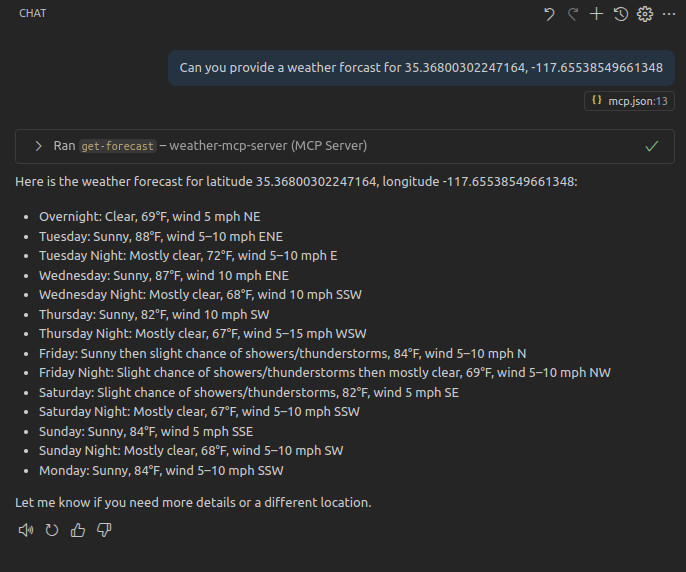 CHAT
Can you provide a weather forcast for 35.36800302247164, -117.65538549661348
{} mcp.json:13
Ran get-forecast – weather-mcp-server (MCP Server)
Here is the weather forecast for latitude 35.36800302247164, longitude -117.65538549661348:
• Overnight: Clear, 69°F, wind 5 mph NE
• Tuesday: Sunny, 88°F, wind 5–10 mph ENE
• Tuesday Night: Mostly clear, 72°F, wind 5–10 mph E
• Wednesday: Sunny, 87°F, wind 10 mph ENE
• Wednesday Night: Mostly clear, 68°F, wind 10 mph SSW
• Thursday: Sunny, 82°F, wind 10 mph SW
• Thursday Night: Mostly clear, 67°F, wind 5–15 mph WSW
• Friday: Sunny then slight chance of showers/thunderstorms, 84°F, wind 5–10 mph N
• Friday Night: Slight chance of showers/thunderstorms then mostly clear, 69°F, wind 5–10 mph NW
• Saturday: Slight chance of showers/thunderstorms, 82°F, wind 5 mph SE
• Saturday Night: Mostly clear, 67°F, wind 5–10 mph SSW
• Sunday: Sunny, 84°F, wind 5 mph SSE
• Sunday Night: Mostly clear, 68°F, wind 5–10 mph SW
• Monday: Sunny, 84°F, wind 5–10 mph SSW
Let me know if you need more details or a different location.